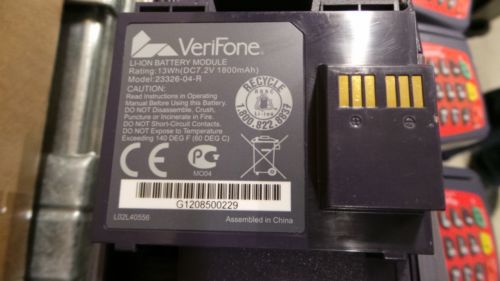 VeriFone
LI-ION BATTERY MODULE
Rating:13Wh(DC7.2V 1800mAh)
Model:23326-04-R
CAUTION:
Read Instructions in Operating
Manual Before Using this Battery
DO NOT Disassemble, Crush,
Puncture or Incinerate in Fire.
DO NOT Short-Circuit Contacts
DO NOT Expose to Temperature
Exceeding 140 DEG F (60 DEG C)
RECYCLE
RBRC
Li-ion
1.800.822.8837
CE
MO04
G1208500229
L02L40556
Assembled in China